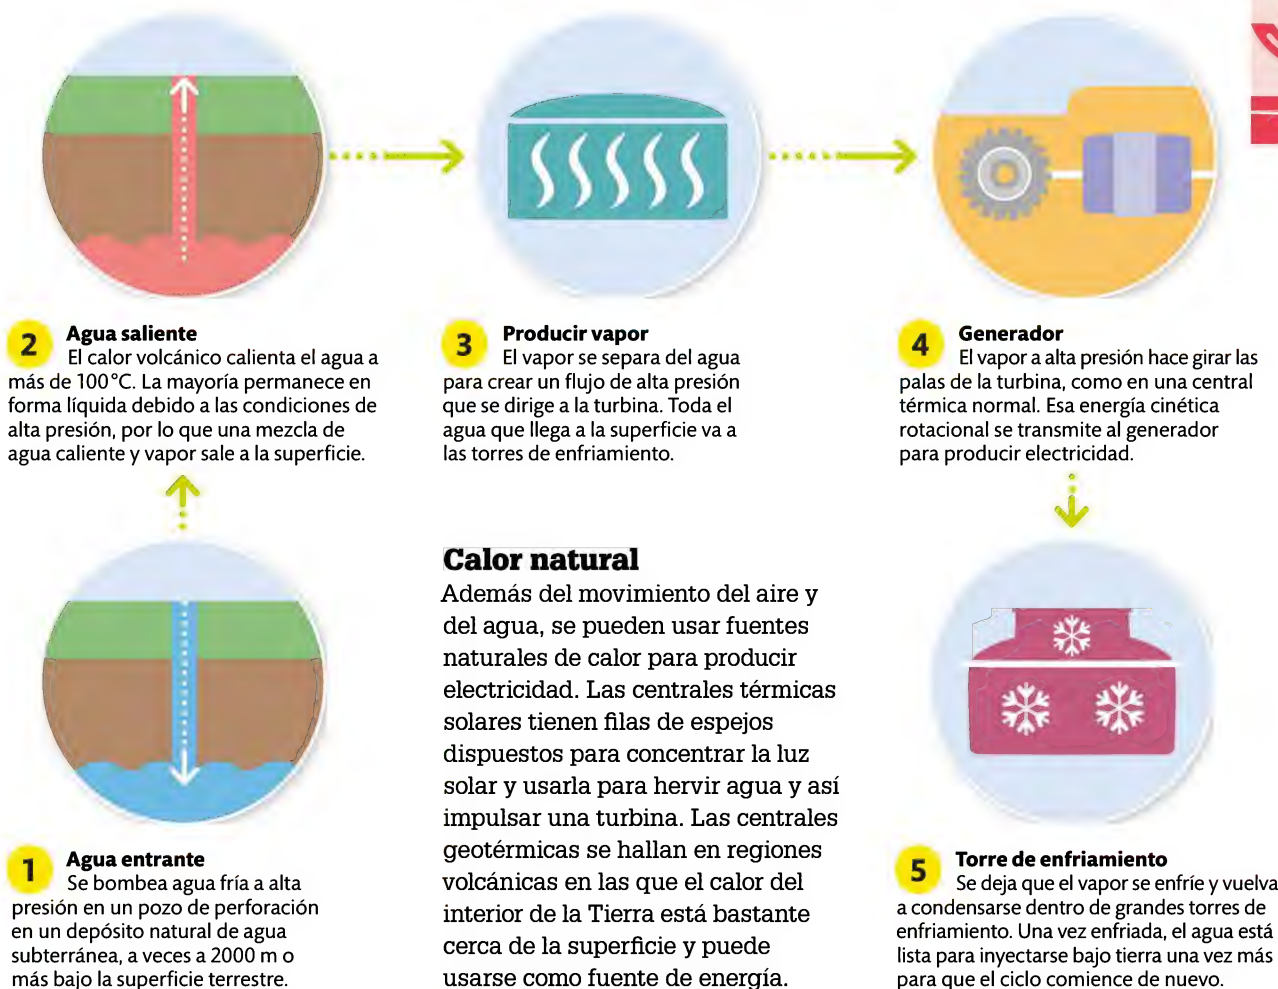 2 Agua saliente
El calor volcánico calienta el agua a
más de 100°C. La mayoría permanece en
forma líquida debido a las condiciones de
alta presión, por lo que una mezcla de
agua caliente y vapor sale a la superficie.
3 Producir vapor
El vapor se separa del agua
para crear un flujo de alta presión
que se dirige a la turbina. Toda el
agua que llega a la superficie va a
las torres de enfriamiento.
4 Generador
El vapor a alta presión hace girar las
palas de la turbina, como en una central
térmica normal. Esa energía cinética
rotacional se transmite al generador
para producir electricidad.
1 Agua entrante
Se bombea agua fría a alta
presión en un pozo de perforación
en un depósito natural de agua
subterránea, a veces a 2000 m o
más bajo la superficie terrestre.
Calor natural
Además del movimiento del aire y
del agua, se pueden usar fuentes
naturales de calor para producir
electricidad. Las centrales térmicas
solares tienen filas de espejos
dispuestos para concentrar la luz
solar y usarla para hervir agua y así
impulsar una turbina. Las centrales
geotérmicas se hallan en regiones
volcánicas en las que el calor del
interior de la Tierra está bastante
cerca de la superficie y puede
usarse como fuente de energía.
5 Torre de enfriamiento
Se deja que el vapor se enfríe y vuelva
a condensarse dentro de grandes torres de
enfriamiento. Una vez enfriada, el agua está
lista para inyectarse bajo tierra una vez más
para que el ciclo comience de nuevo.